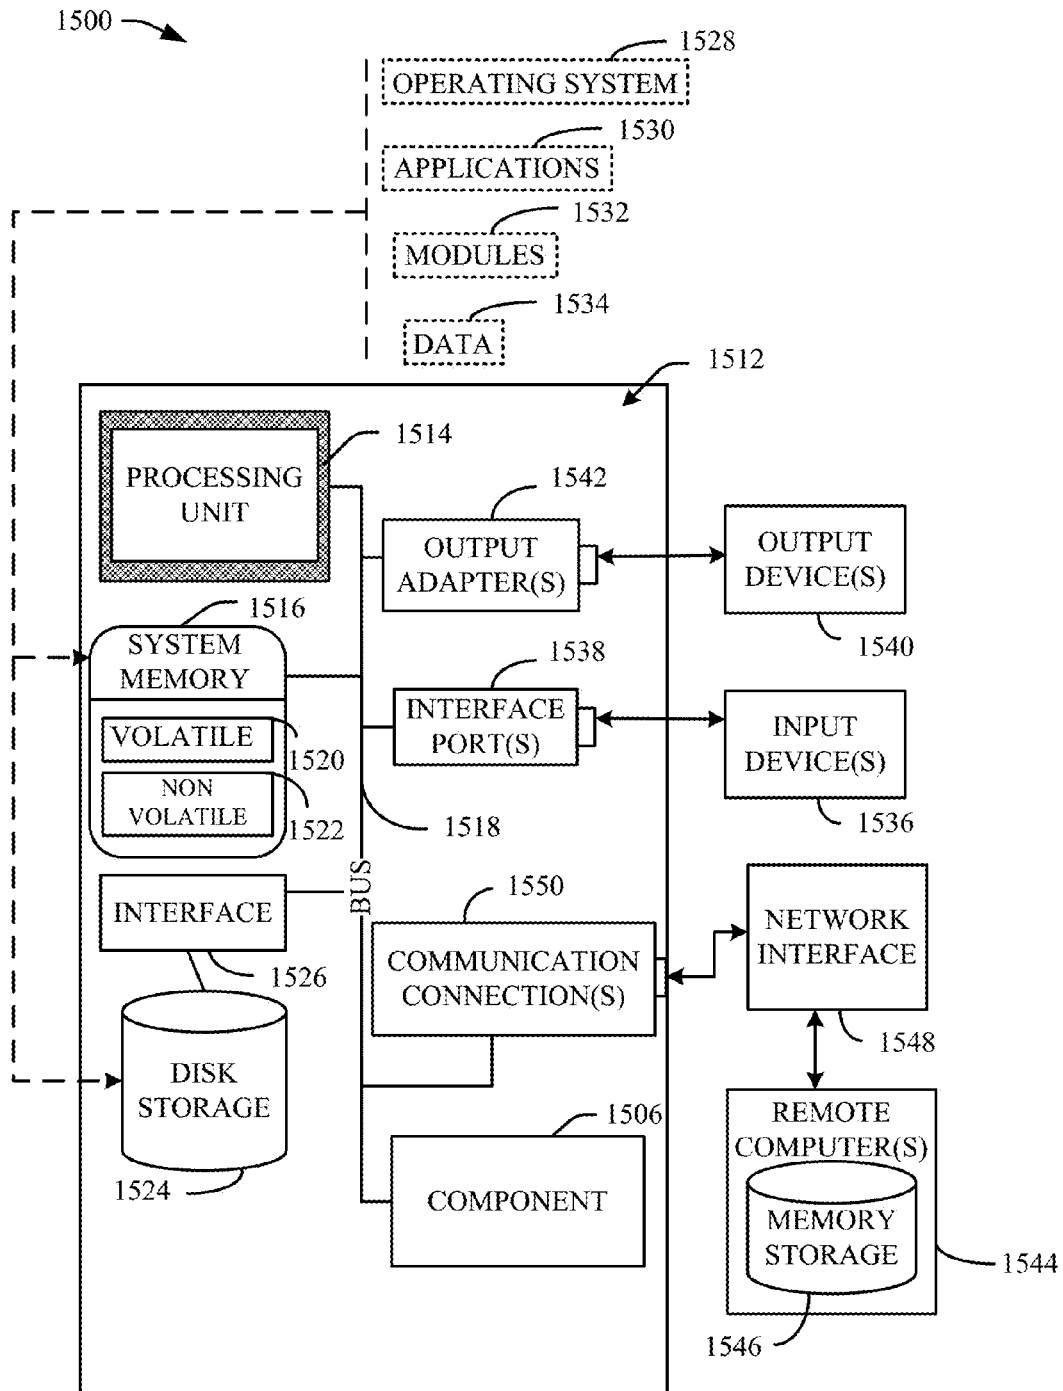 1500
1528
OPERATING SYSTEM
1530
APPLICATIONS
1532
MODULES
1534
DATA
1512
1514
PROCESSING
UNIT
1542
OUTPUT
ADAPTER(S)
OUTPUT
DEVICE(S)
1540
1516
SYSTEM
MEMORY
VOLATILE
1520
NON
VOLATILE
1522
1538
INTERFACE
PORT(S)
INPUT
DEVICE(S)
1536
1518
BUS
INTERFACE
1526
1550
COMMUNICATION
CONNECTION(S)
NETWORK
INTERFACE
1548
DISK
STORAGE
1524
1506
COMPONENT
REMOTE
COMPUTER(S)
MEMORY
STORAGE
1544
1546